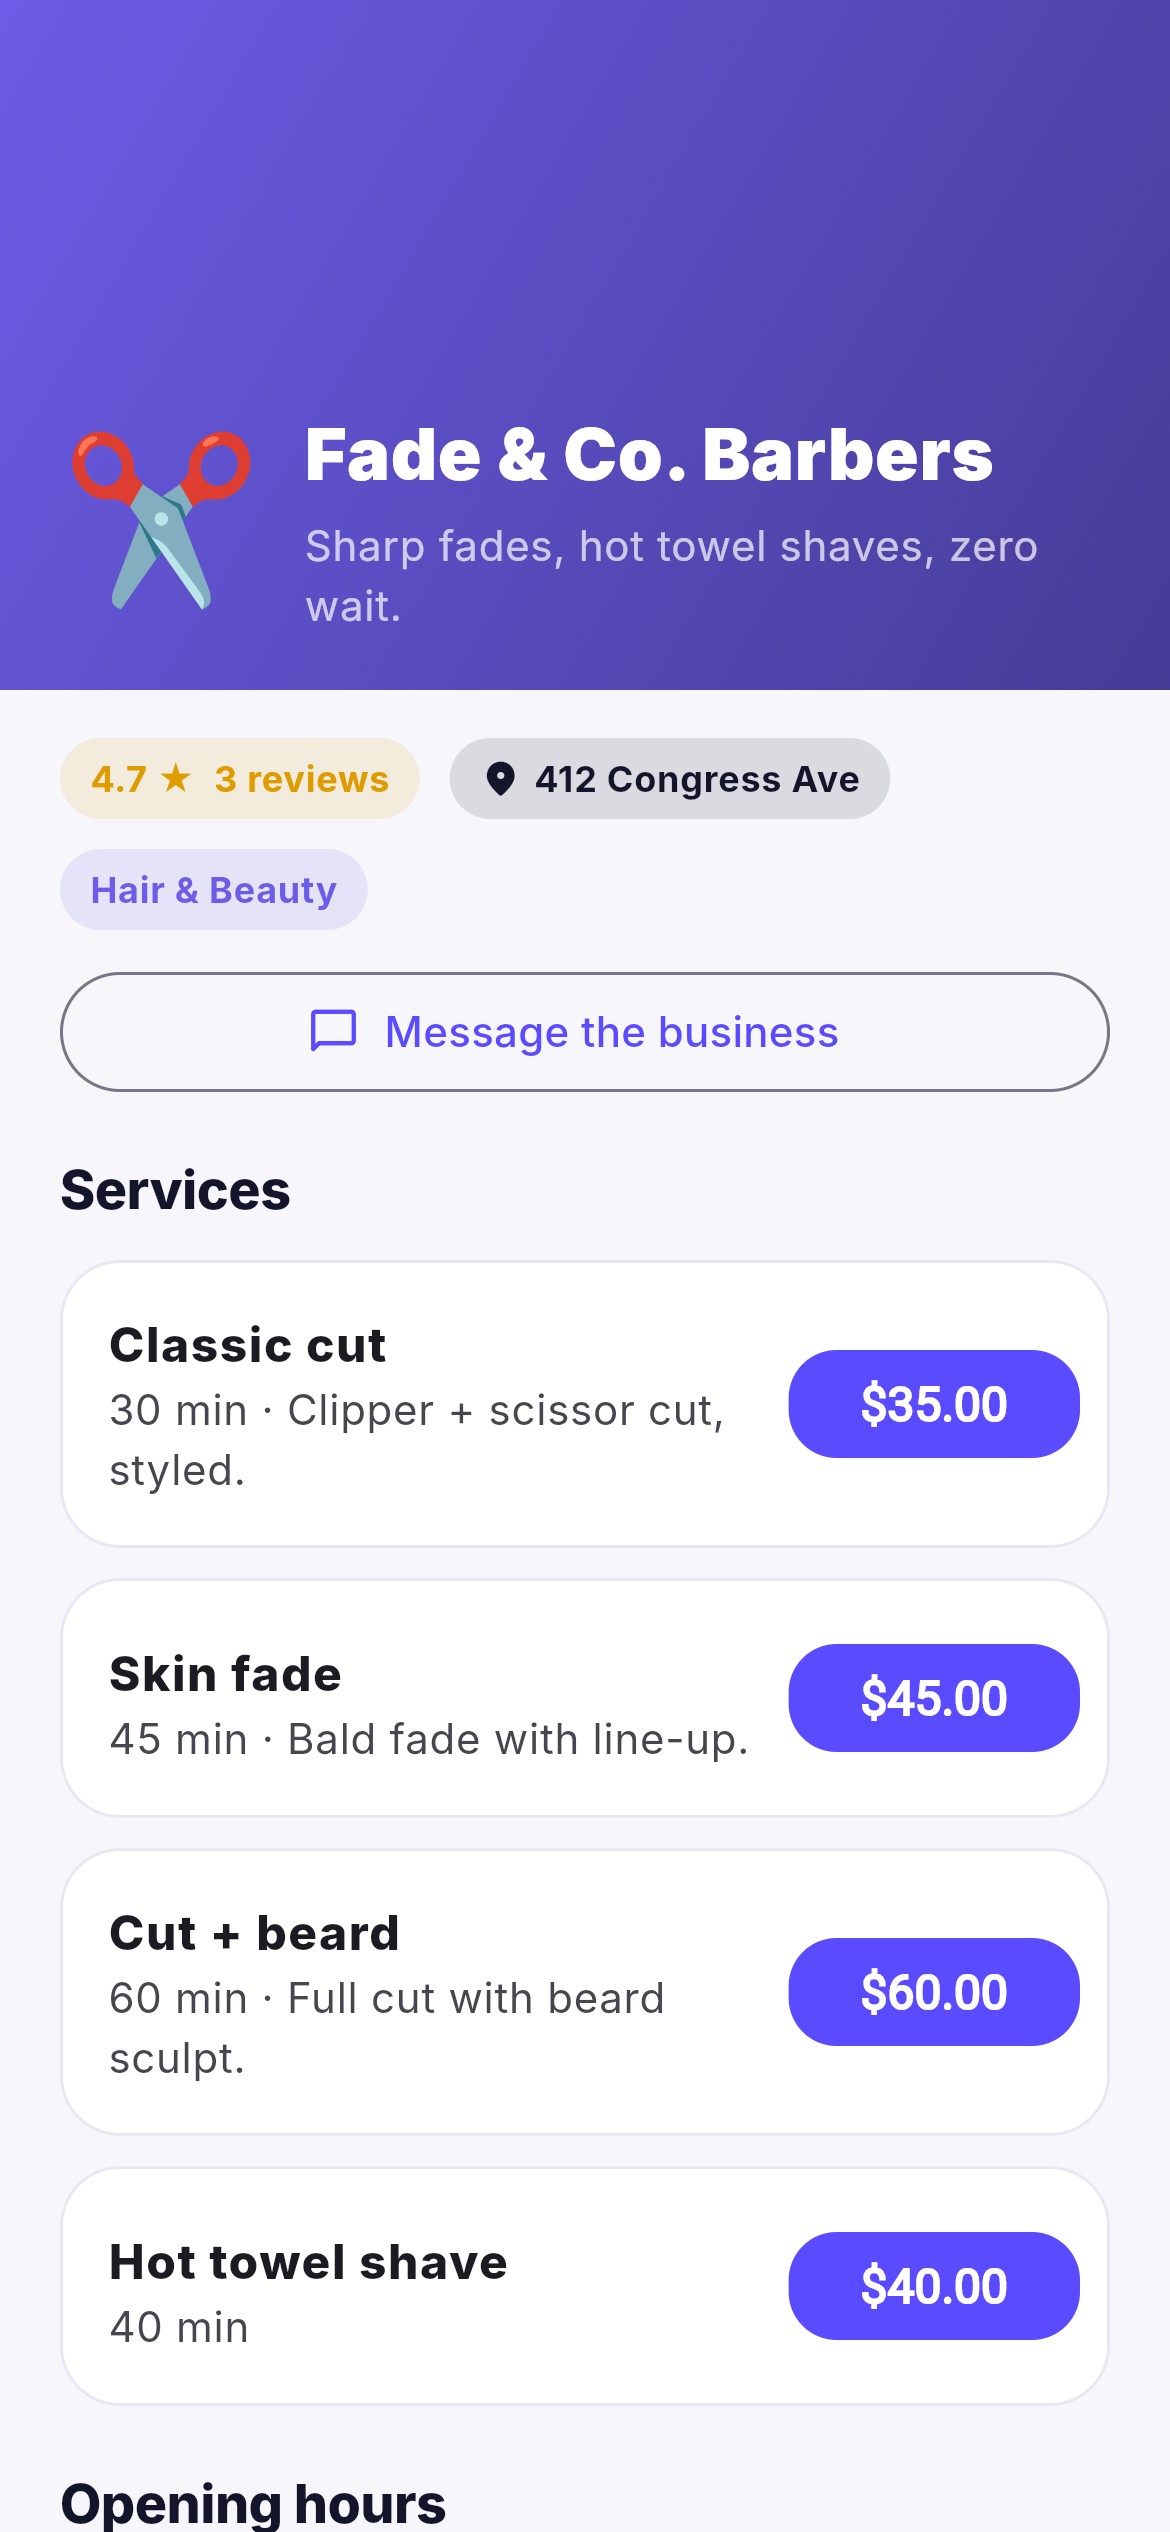 Fade & Co. Barbers
Sharp fades, hot towel shaves, zero
wait.
4.7 ★ 3 reviews
412 Congress Ave
Hair & Beauty
Message the business
Services
Classic cut
30 min · Clipper + scissor cut,
styled.
$35.00
Skin fade
45 min · Bald fade with line-up.
$45.00
Cut + beard
60 min · Full cut with beard
sculpt.
$60.00
Hot towel shave
40 min
$40.00
Opening hours